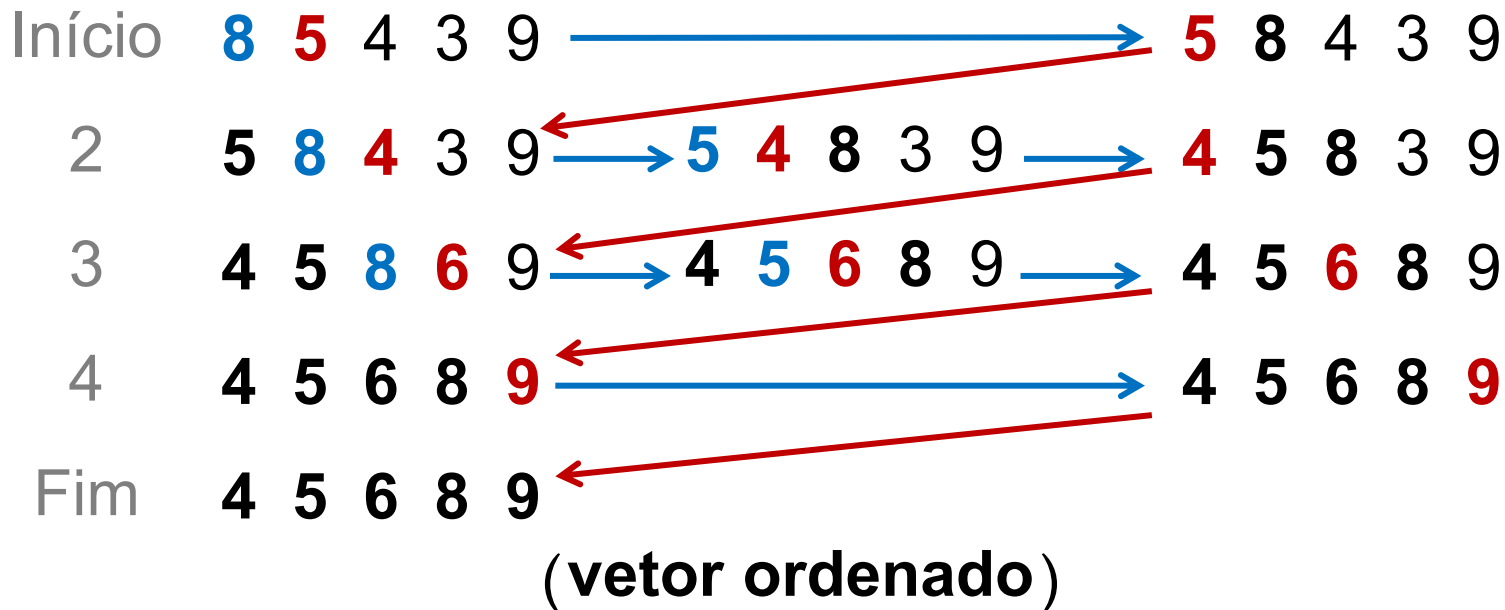 Início 8 5 4 3 9 5 8 4 3 9
2 5 8 4 3 9 5 4 8 3 9 4 5 8 3 9
3 4 5 8 6 9 4 5 6 8 9 4 5 6 8 9
4 4 5 6 8 9 4 5 6 8 9
Fim 4 5 6 8 9
(vetor ordenado)